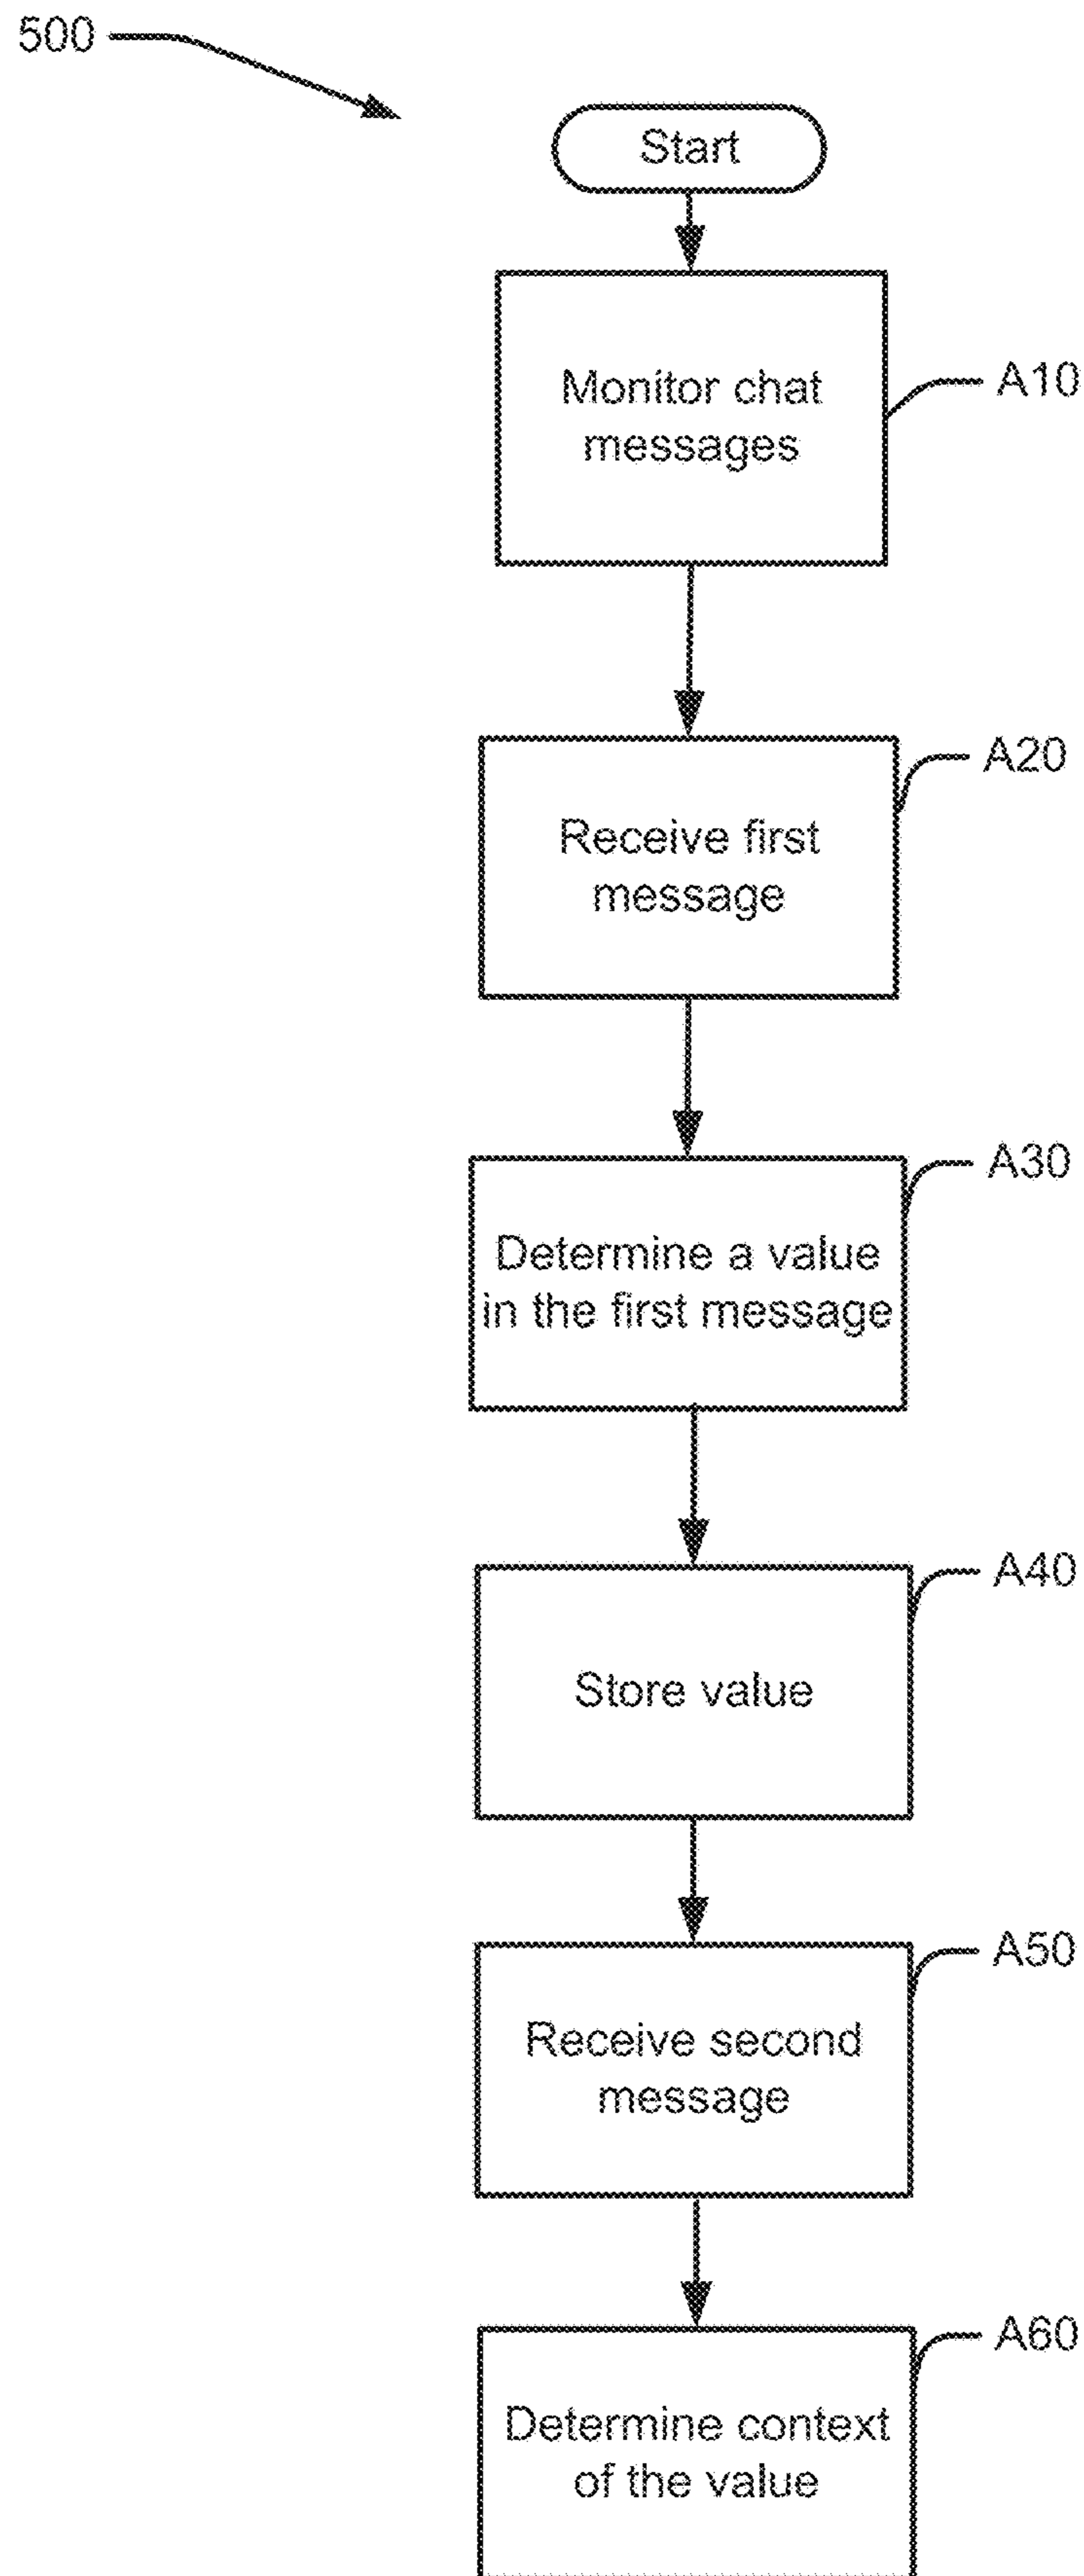 500
Start
Monitor chat
messages
A10
Receive first
message
A20
Determine a value
in the first message
A30
Store value
A40
Receive second
message
A50
Determine context
of the value
A60